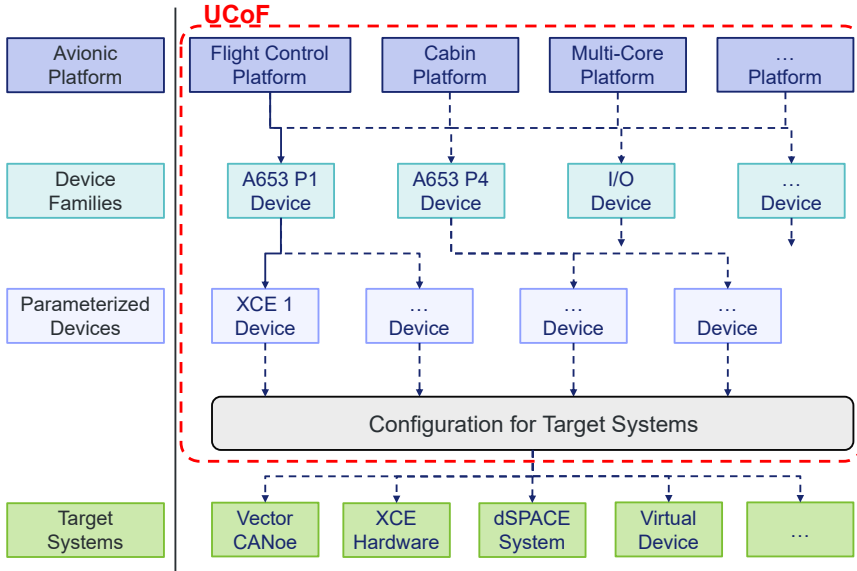 UCoF
Avionic
Platform
Flight Control
Platform
Cabin
Platform
Multi-Core
Platform
...
Platform
Device
Families
A653 P1
Device
A653 P4
Device
I/O
Device
...
Device
Parameterized
Devices
XCE 1
Device
...
Device
...
Device
...
Device
Configuration for Target Systems
Target
Systems
Vector
CANoe
XCE
Hardware
dSPACE
System
Virtual
Device
...